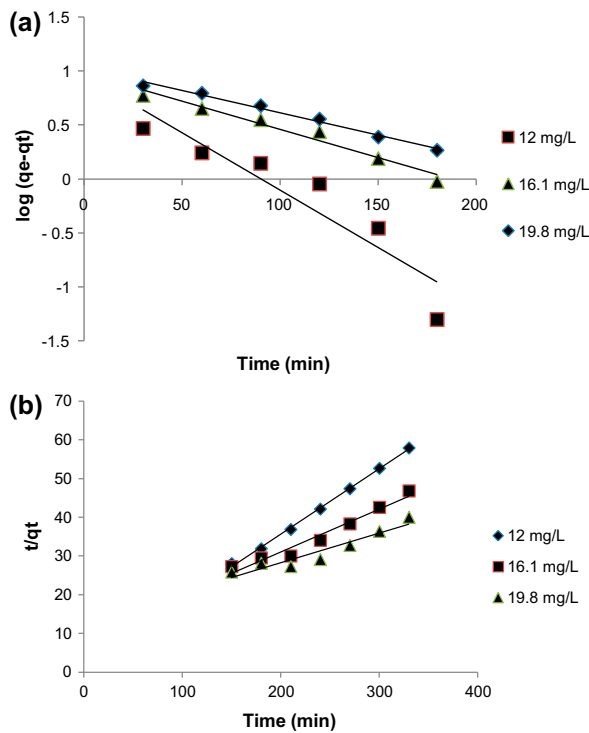 (a)
1.5
1
0.5
0
-0.5
-1
-1.5
0
50
100
150
200
log (qe-qt)
Time (min)
12 mg/L
16.1 mg/L
19.8 mg/L
(b)
70
60
50
40
30
20
10
0
0
100
200
300
400
t/qt
Time (min)
12 mg/L
16.1 mg/L
19.8 mg/L